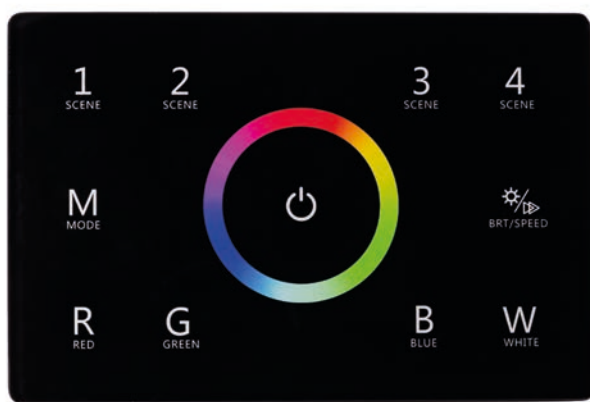 1 2 3 4
SCENE SCENE SCENE SCENE
M
MODE BRT/SPEED
R G B W
RED GREEN BLUE WHITE